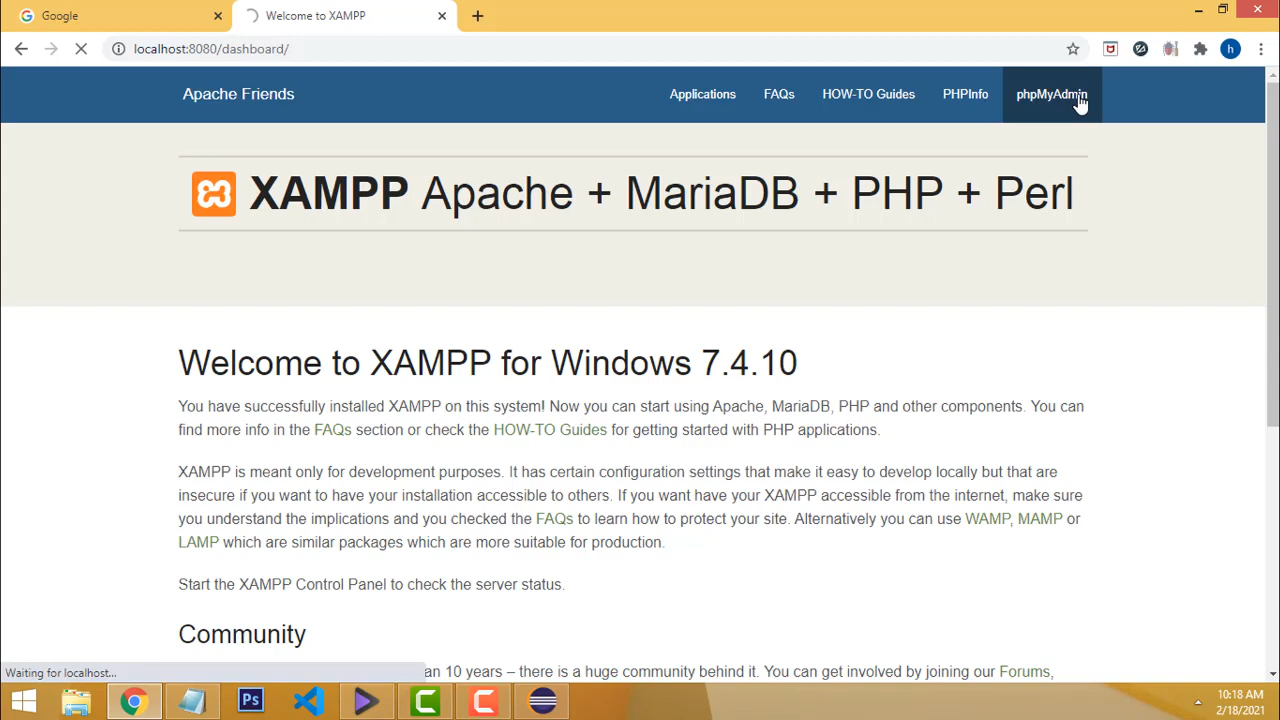 Google
Welcome to XAMPP
localhost:8080/dashboard/
h
Apache Friends
Applications
FAQs
HOW-TO Guides
PHPInfo
phpMyAdmin
XAMPP Apache + MariaDB + PHP + Perl
Welcome to XAMPP for Windows 7.4.10
You have successfully installed XAMPP on this system! Now you can start using Apache, MariaDB, PHP and other components. You can
find more info in the FAQs section or check the HOW-TO Guides for getting started with PHP applications.
XAMPP is meant only for development purposes. It has certain configuration settings that make it easy to develop locally but that are
insecure if you want to have your installation accessible to others. If you want have your XAMPP accessible from the internet, make sure
you understand the implications and you checked the FAQs to learn how to protect your site. Alternatively you can use WAMP, MAMP or
LAMP which are similar packages which are more suitable for production.
Start the XAMPP Control Panel to check the server status.
Community
an 10 years – there is a huge community behind it. You can get involved by joining our Forums,
Waiting for localhost...
Ps
10:18 AM
2/18/2021